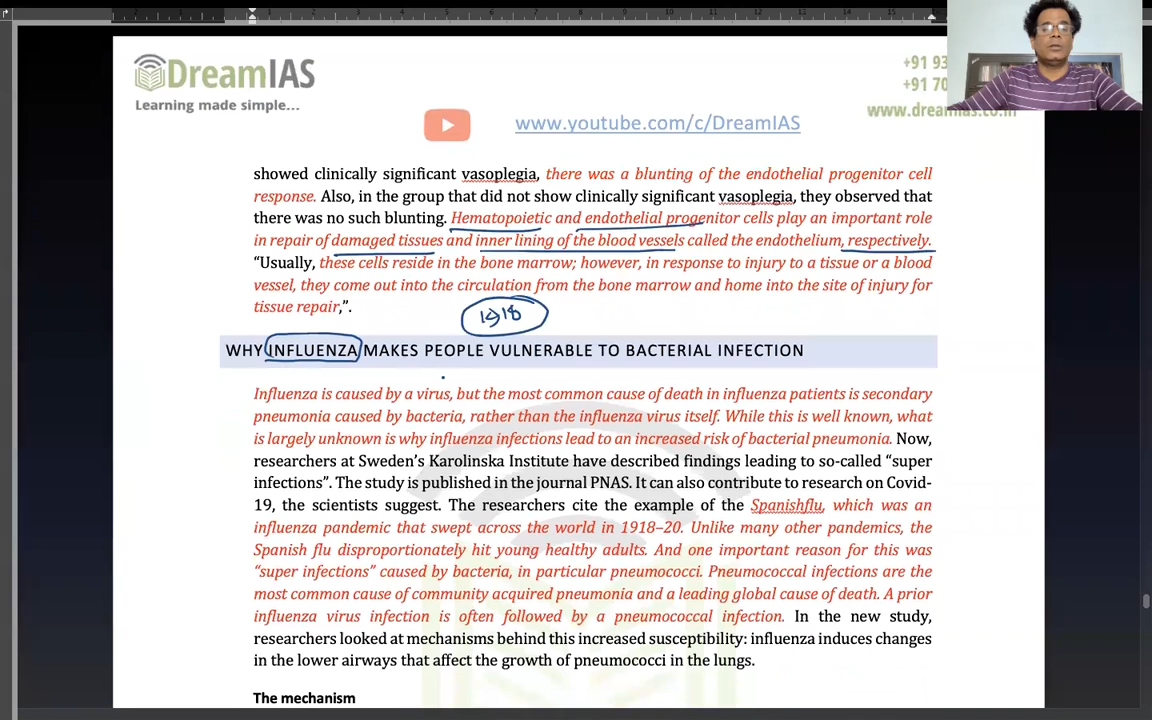 DreamIAS
Learning made simple...
+91 93
+91 70
www.youtube.com/c/DreamIAS
www.dreamias.co.in
showed clinically significant vasoplegia, there was a blunting of the endothelial progenitor cell
response. Also, in the group that did not show clinically significant vasoplegia, they observed that
there was no such blunting. Hematopoietic and endothelial progenitor cells play an important role
in repair of damaged tissues and inner lining of the blood vessels called the endothelium, respectively.
“Usually, these cells reside in the bone marrow; however, in response to injury to a tissue or a blood
vessel, they come out into the circulation from the bone marrow and home into the site of injury for
tissue repair,”.
1918
WHY INFLUENZA MAKES PEOPLE VULNERABLE TO BACTERIAL INFECTION
Influenza is caused by a virus, but the most common cause of death in influenza patients is secondary
pneumonia caused by bacteria, rather than the influenza virus itself. While this is well known, what
is largely unknown is why influenza infections lead to an increased risk of bacterial pneumonia. Now,
researchers at Sweden’s Karolinska Institute have described findings leading to so-called “super
infections”. The study is published in the journal PNAS. It can also contribute to research on Covid-
19, the scientists suggest. The researchers cite the example of the Spanishflu, which was an
influenza pandemic that swept across the world in 1918–20. Unlike many other pandemics, the
Spanish flu disproportionately hit young healthy adults. And one important reason for this was
“super infections” caused by bacteria, in particular pneumococci. Pneumococcal infections are the
most common cause of community acquired pneumonia and a leading global cause of death. A prior
influenza virus infection is often followed by a pneumococcal infection. In the new study,
researchers looked at mechanisms behind this increased susceptibility: influenza induces changes
in the lower airways that affect the growth of pneumococci in the lungs.
The mechanism